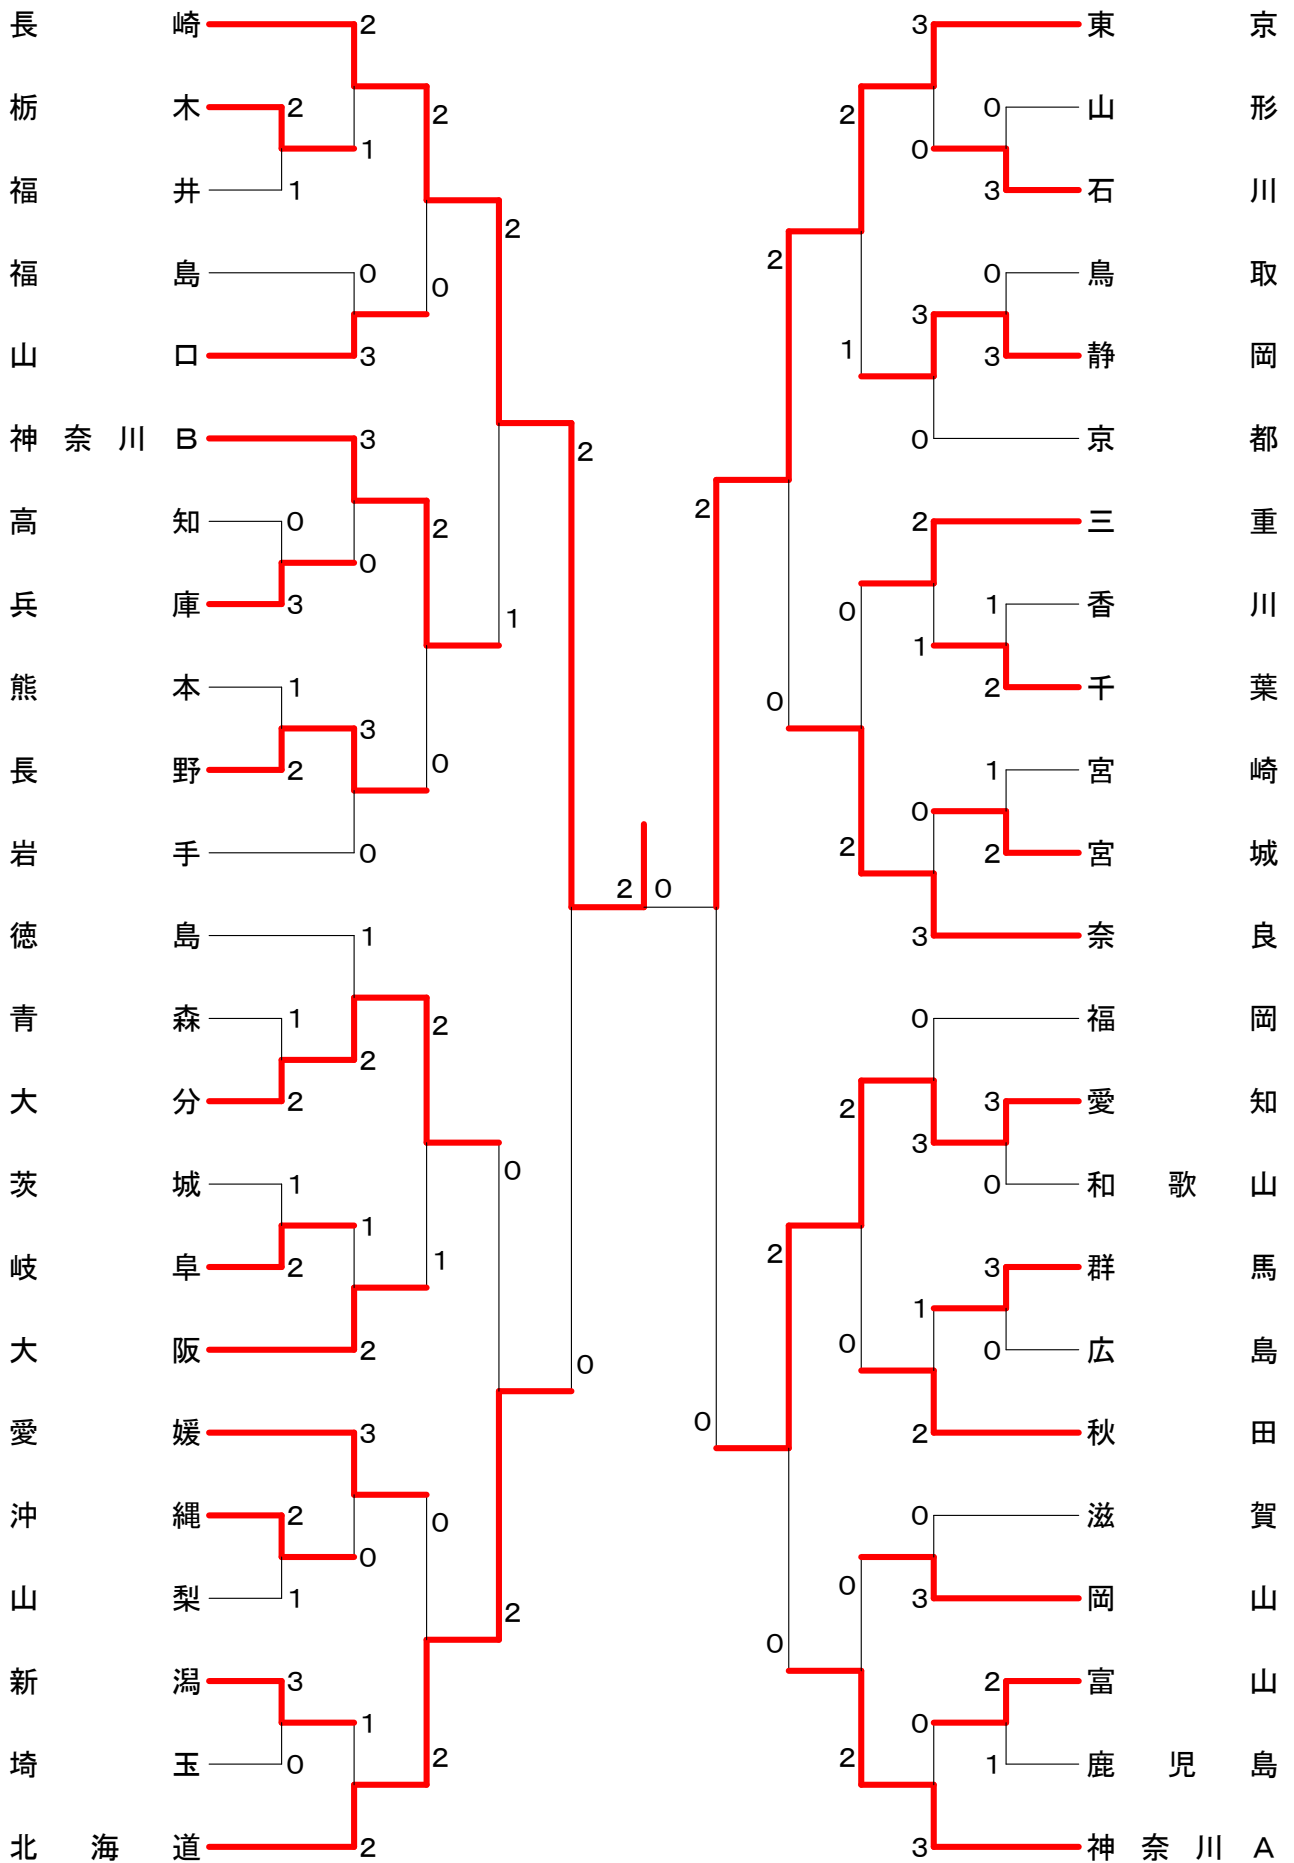 長崎 2 3 東京
栃木 2 2 2 0 山形
1 0
福井 1 3 石川
2
福島 0 2 0 鳥取
0 3
山口 3 1 3 静岡
神奈川B 3 2 0 京都
高知 0 2 2 2 三重
0
兵庫 3 1 0 1 香川
1
熊本 1 0 2 千葉
3
長野 2 0 1 宮崎
0
岩手 0 2 2 宮城
2 0
徳島 1 3 奈良
青森 1 2 0 福岡
2
大分 2 2 3 愛知
3
茨城 1 0 0 和歌山
1 1 2
岐阜 2 3 群馬
1
大阪 2 0 0 0 広島
愛媛 3 0 2 秋田
沖縄 2 0 0 滋賀
0 0
山梨 1 2 3 岡山
0
新潟 3 2 富山
1 0
埼玉 0 2 2 1 鹿児島
北海道 2 3 神奈川A